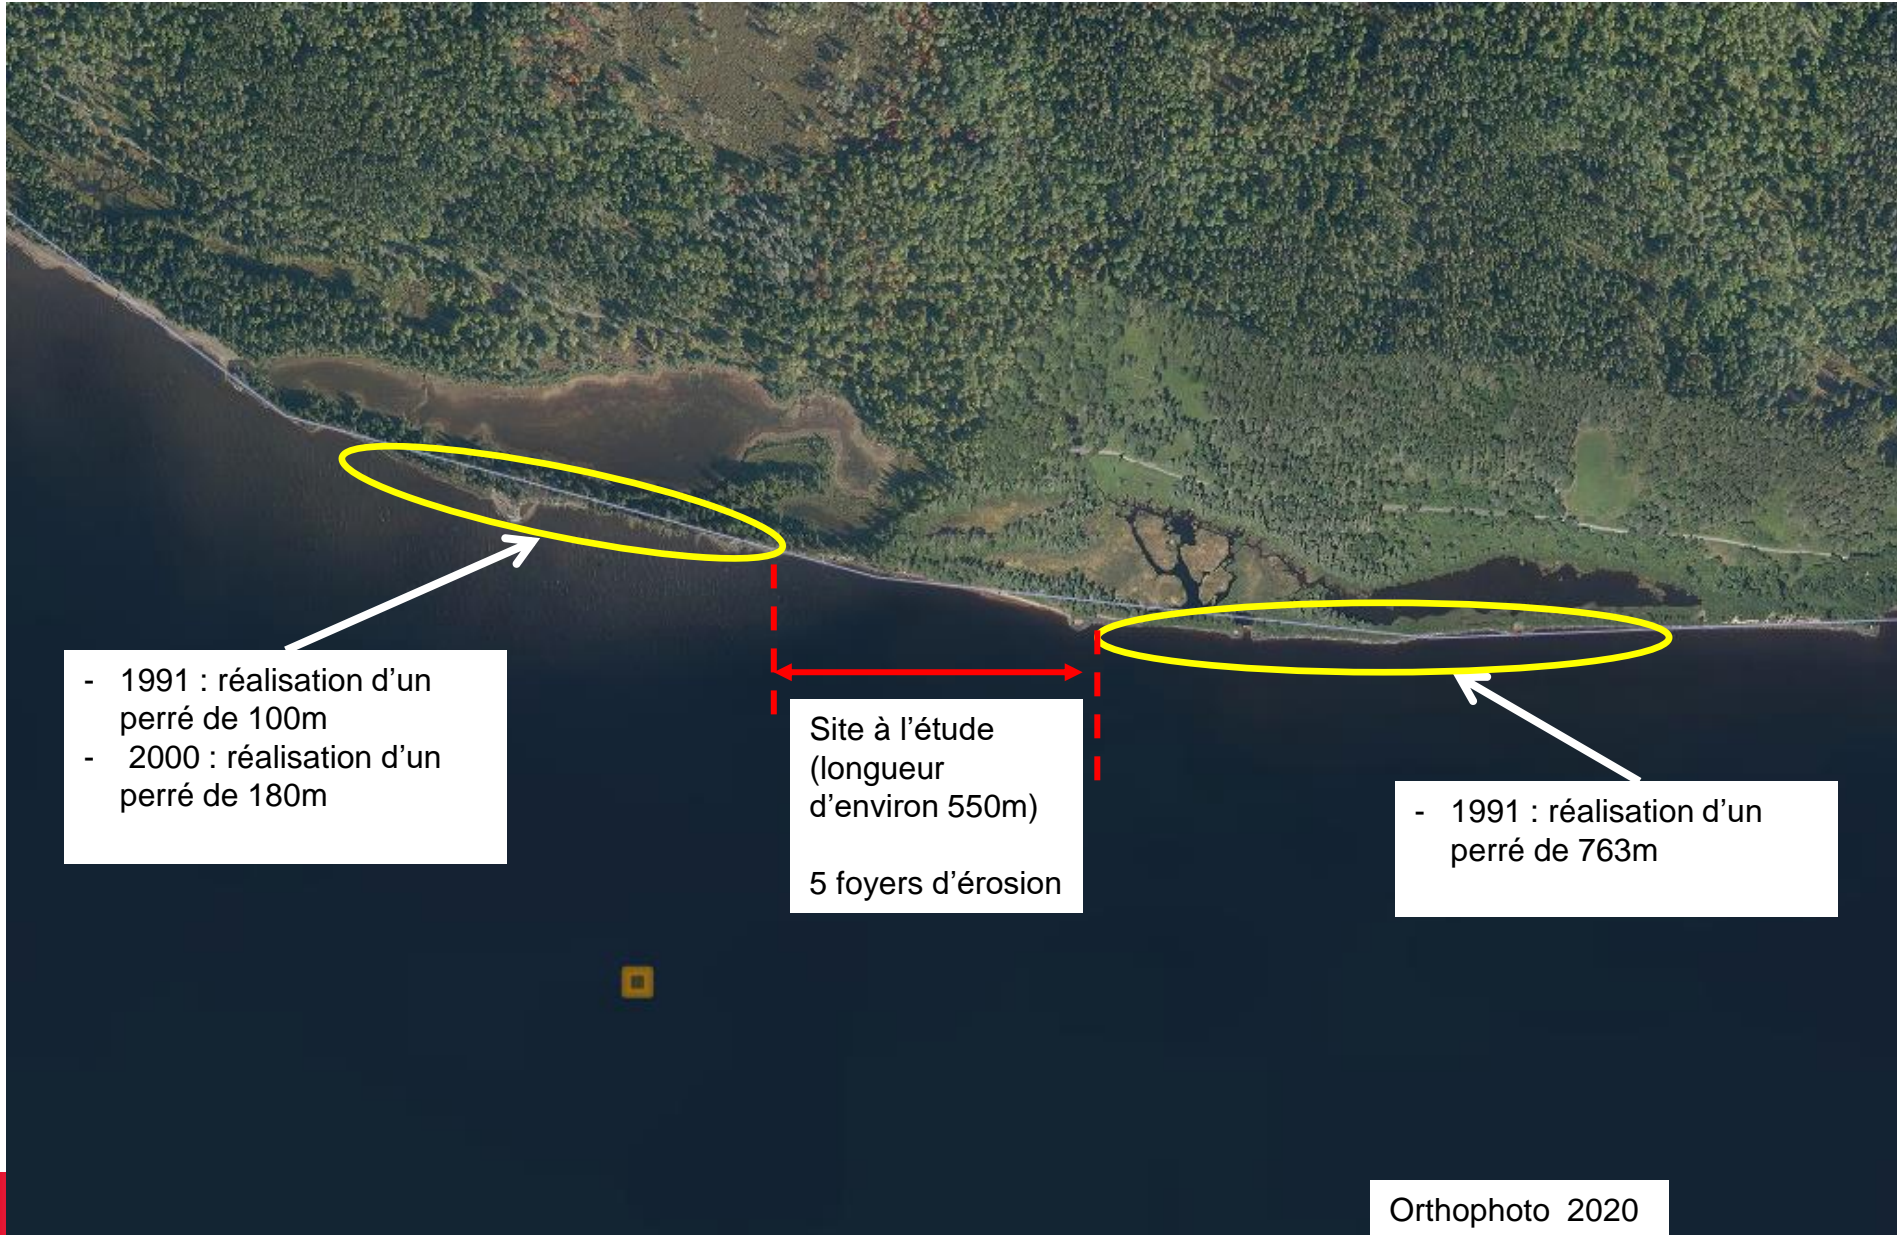 - 1991 : réalisation d’un
perré de 100m
- 2000 : réalisation d’un
perré de 180m
Site à l’étude
(longueur
d’environ 550m)
5 foyers d’érosion
- 1991 : réalisation d’un
perré de 763m
Orthophoto 2020